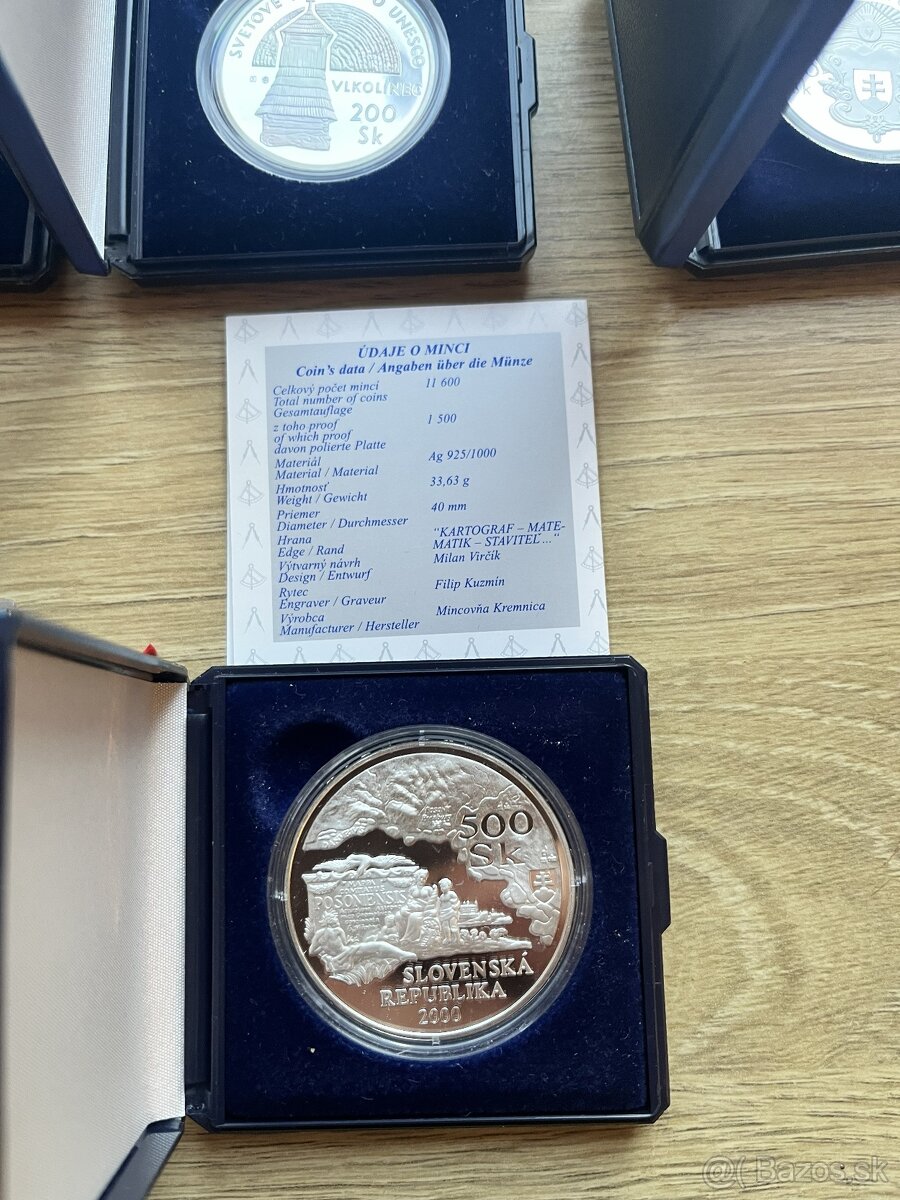 SVETOVÉ
O UNESCO
VLKOLÍNEC
200
Sk
ÚDAJE O MINCI
Coin's data / Angaben über die Münze
Celkový počet mincí 11 600
Total number of coins
Gesamtauflage
z toho proof 1 500
of which proof
davon polierte Platte
Materiál Ag 925/1000
Material / Material
Hmotnosť 33,63 g
Weight / Gewicht
Priemer 40 mm
Diameter / Durchmesser
Hrana "KARTOGRAF – MATE-
Edge / Rand MATIK – STAVITEĽ..."
Výtvarný návrh Milan Virčík
Design / Entwurf
Rytec Filip Kuzmín
Engraver / Graveur
Výrobca Mincovňa Kremnica
Manufacturer / Hersteller
500
Sk
POSONIENSIS
SLOVENSKÁ
REPUBLIKA
2000
@( Bazos.sk